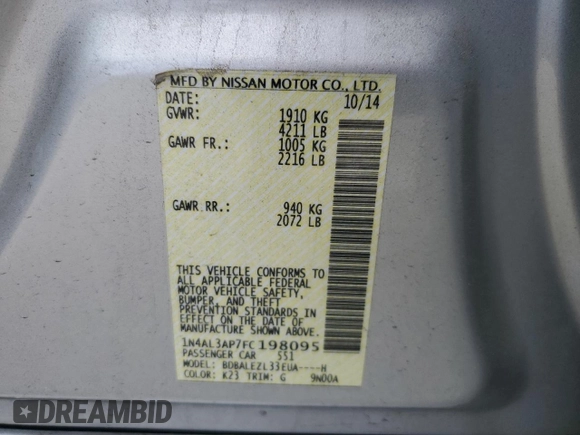 MFD BY NISSAN MOTOR CO., LTD.
DATE: 10/14
GVWR: 1910 KG
4211 LB
GAWR FR.: 1005 KG
2216 LB
GAWR RR.: 940 KG
2072 LB
THIS VEHICLE CONFORMS TO
ALL APPLICABLE FEDERAL
MOTOR VEHICLE SAFETY,
BUMPER, AND THEFT
PREVENTION STANDARDS IN
EFFECT ON THE DATE OF
MANUFACTURE SHOWN ABOVE.
1N4AL3AP7FC198095
PASSENGER CAR 551
MODEL: BDBALEZL33EUA----H
COLOR: K23 TRIM: G 9N00A
DREAMBID